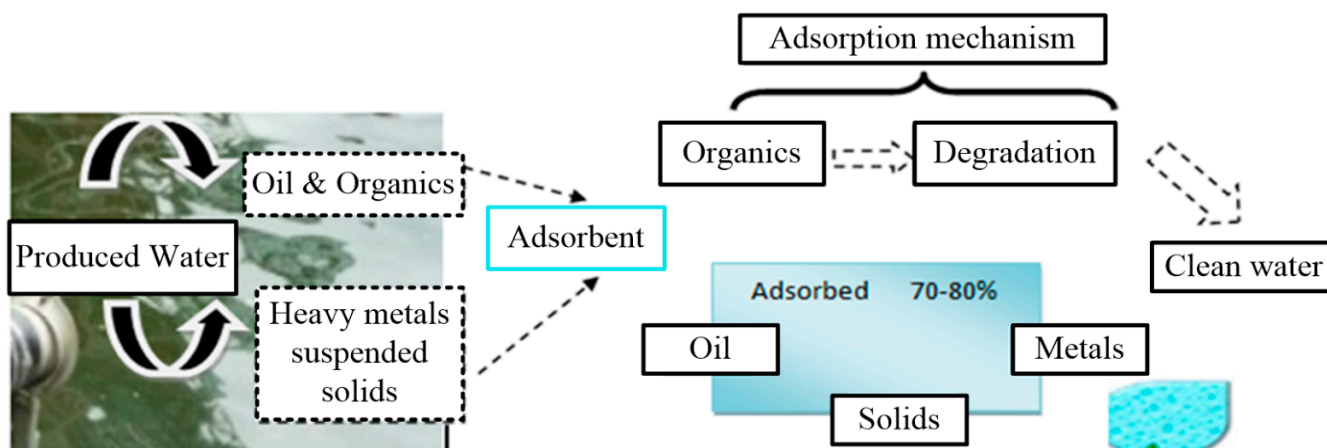 Adsorption mechanism
Organics
Degradation
Oil & Organics
Produced Water
Adsorbent
Clean water
Heavy metals
suspended
solids
Adsorbed 70-80%
Oil
Metals
Solids